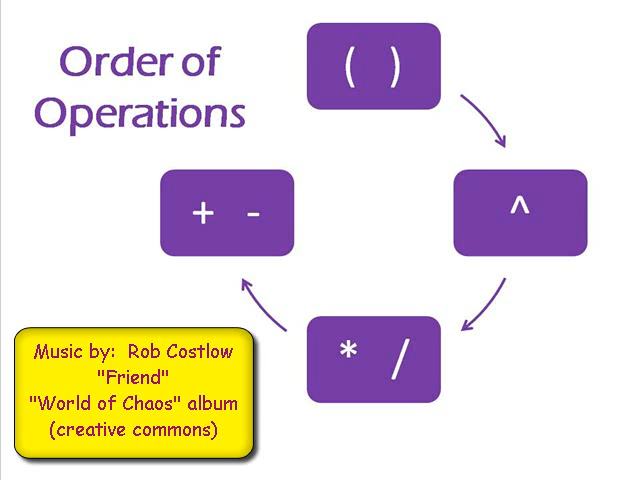 Order of
Operations
( )
+ -
^
* /
Music by: Rob Costlow
"Friend"
"World of Chaos" album
(creative commons)